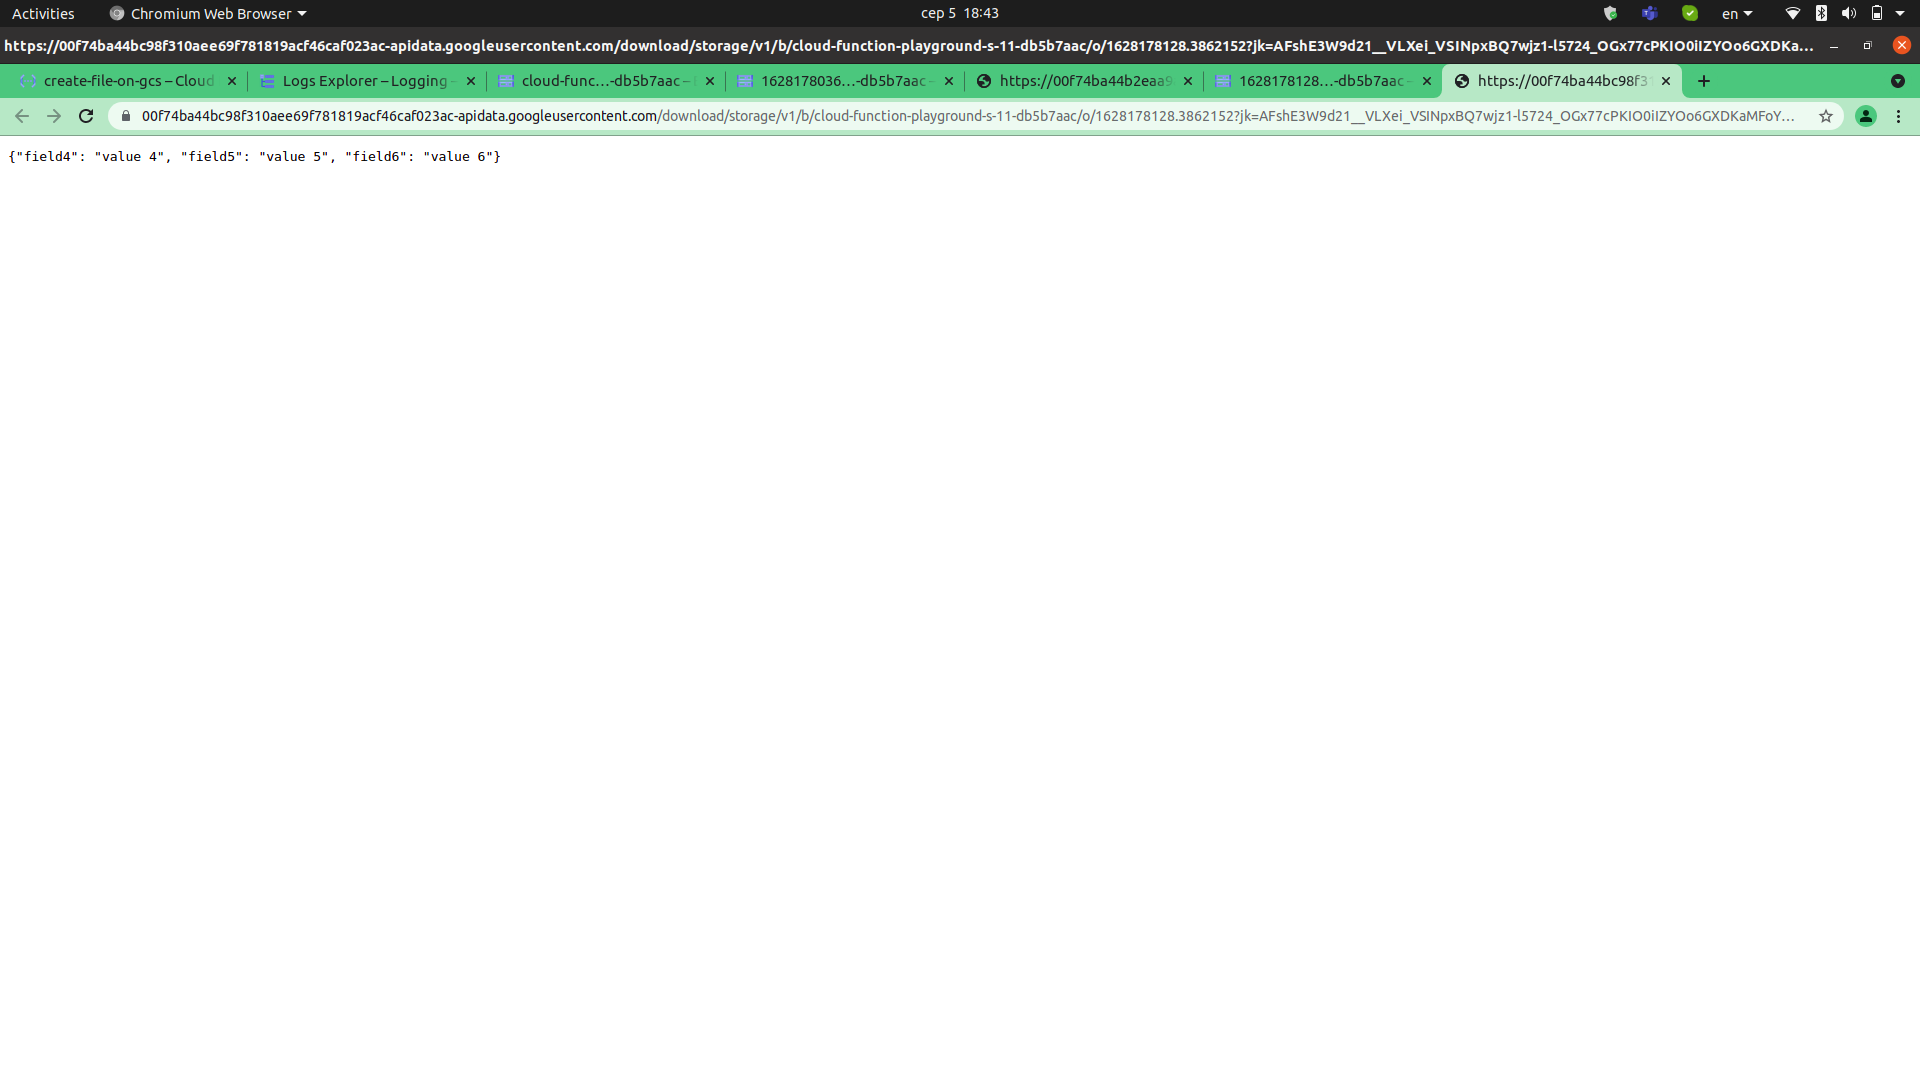 Activities Chromium Web Browser сер 5 18:43 en
https://00f74ba44bc98f310aee69f781819acf46caf023ac-apidata.googleusercontent.com/download/storage/v1/b/cloud-function-playground-s-11-db5b7aac/o/1628178128.3862152?jk=AFshE3W9d21__VLXei_VSINpxBQ7wjz1-l5724_OGx77cPKIO0iIZYOo6GXDKa...
create-file-on-gcs – Cloud Logs Explorer – Logging – cloud-func...-db5b7aac – 1628178036...-db5b7aac – https://00f74ba44b2eaa9 1628178128...-db5b7aac – https://00f74ba44bc98f31
00f74ba44bc98f310aee69f781819acf46caf023ac-apidata.googleusercontent.com/download/storage/v1/b/cloud-function-playground-s-11-db5b7aac/o/1628178128.3862152?jk=AFshE3W9d21__VLXei_VSINpxBQ7wjz1-l5724_OGx77cPKIO0iIZYOo6GXDKaMFoY...
{"field4": "value 4", "field5": "value 5", "field6": "value 6"}